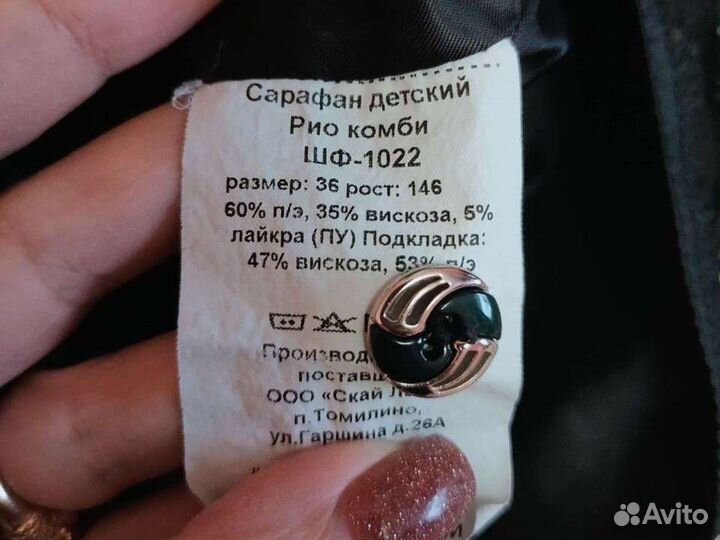 Сарафан детский
Рио комби
ШФ-1022
размер: 36 рост: 146
60% п/э, 35% вискоза, 5%
лайкра (ПУ) Подкладка:
47% вискоза, 53% п/э
ООО «Скай
п. Томилино,
ул.Гаршина д.26А
Avito